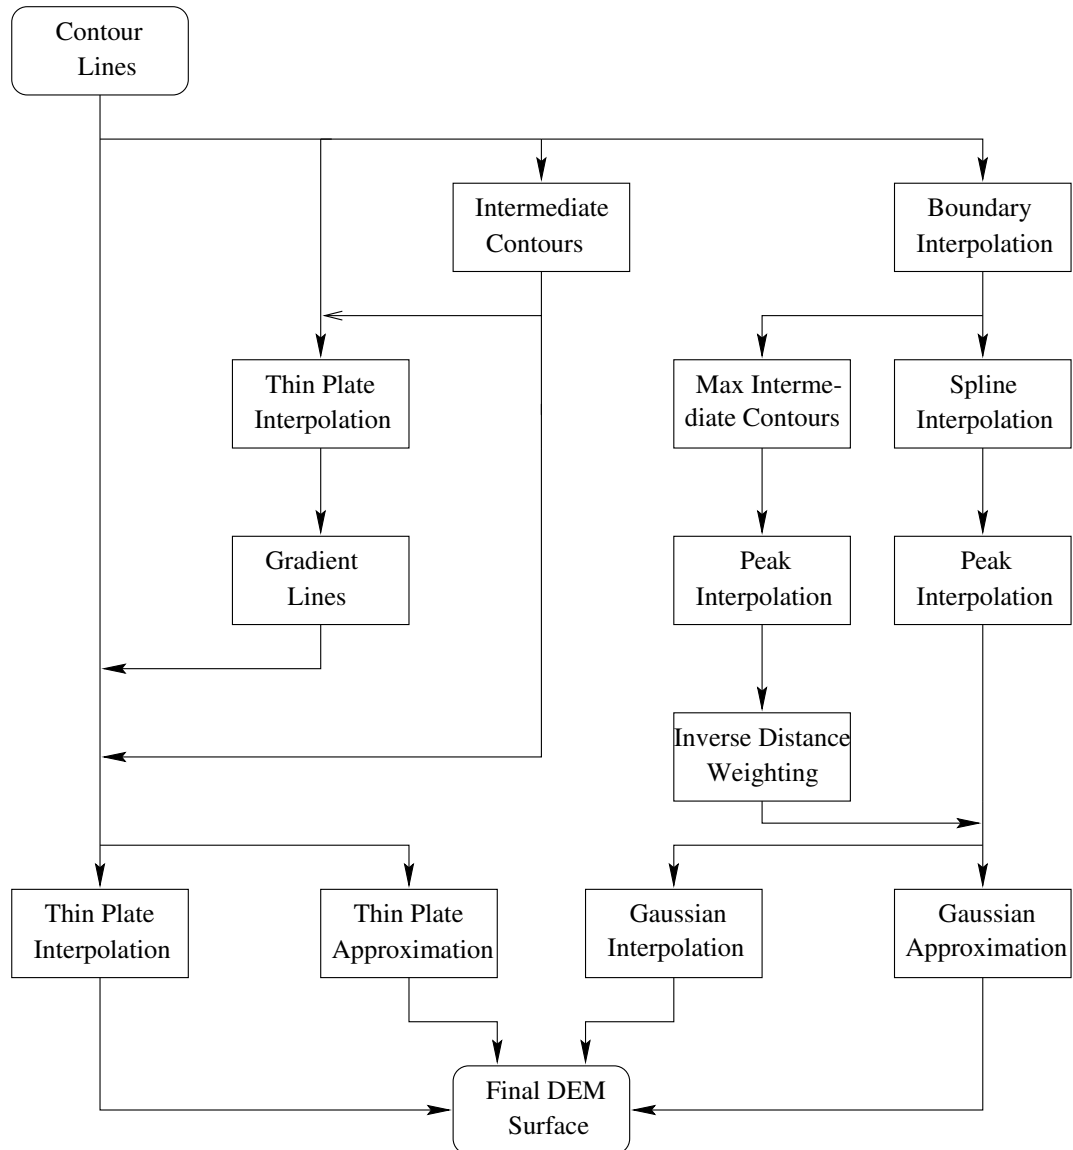 Contour
Lines
Intermediate
Contours
Boundary
Interpolation
Thin Plate
Interpolation
Max Interme-
diate Contours
Spline
Interpolation
Gradient
Lines
Peak
Interpolation
Peak
Interpolation
Inverse Distance
Weighting
Thin Plate
Interpolation
Thin Plate
Approximation
Gaussian
Interpolation
Gaussian
Approximation
Final DEM
Surface